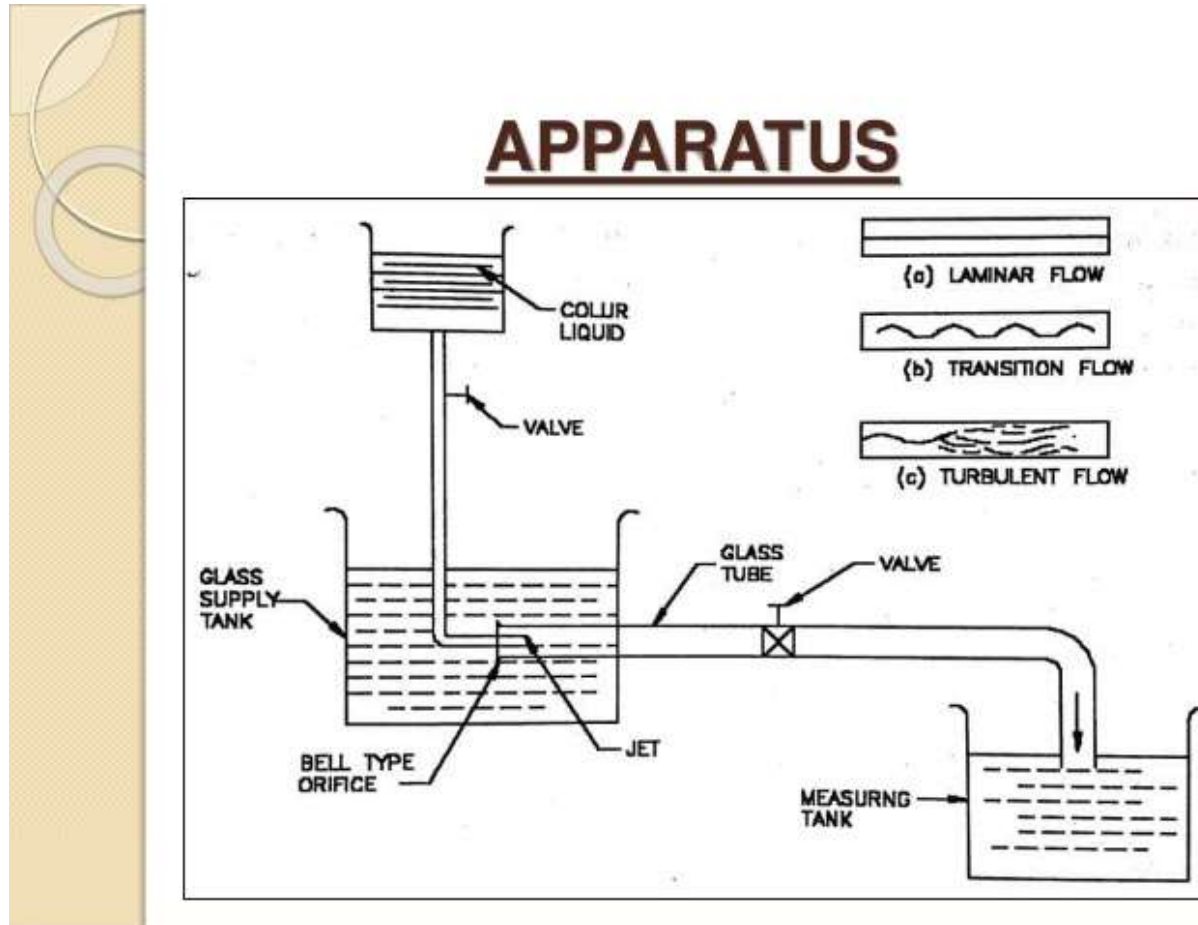 APPARATUS
COLUR
LIQUID
VALVE
(a) LAMINAR FLOW
(b) TRANSITION FLOW
(c) TURBULENT FLOW
GLASS
SUPPLY
TANK
GLASS
TUBE
VALVE
BELL TYPE
ORIFICE
JET
MEASURNG
TANK